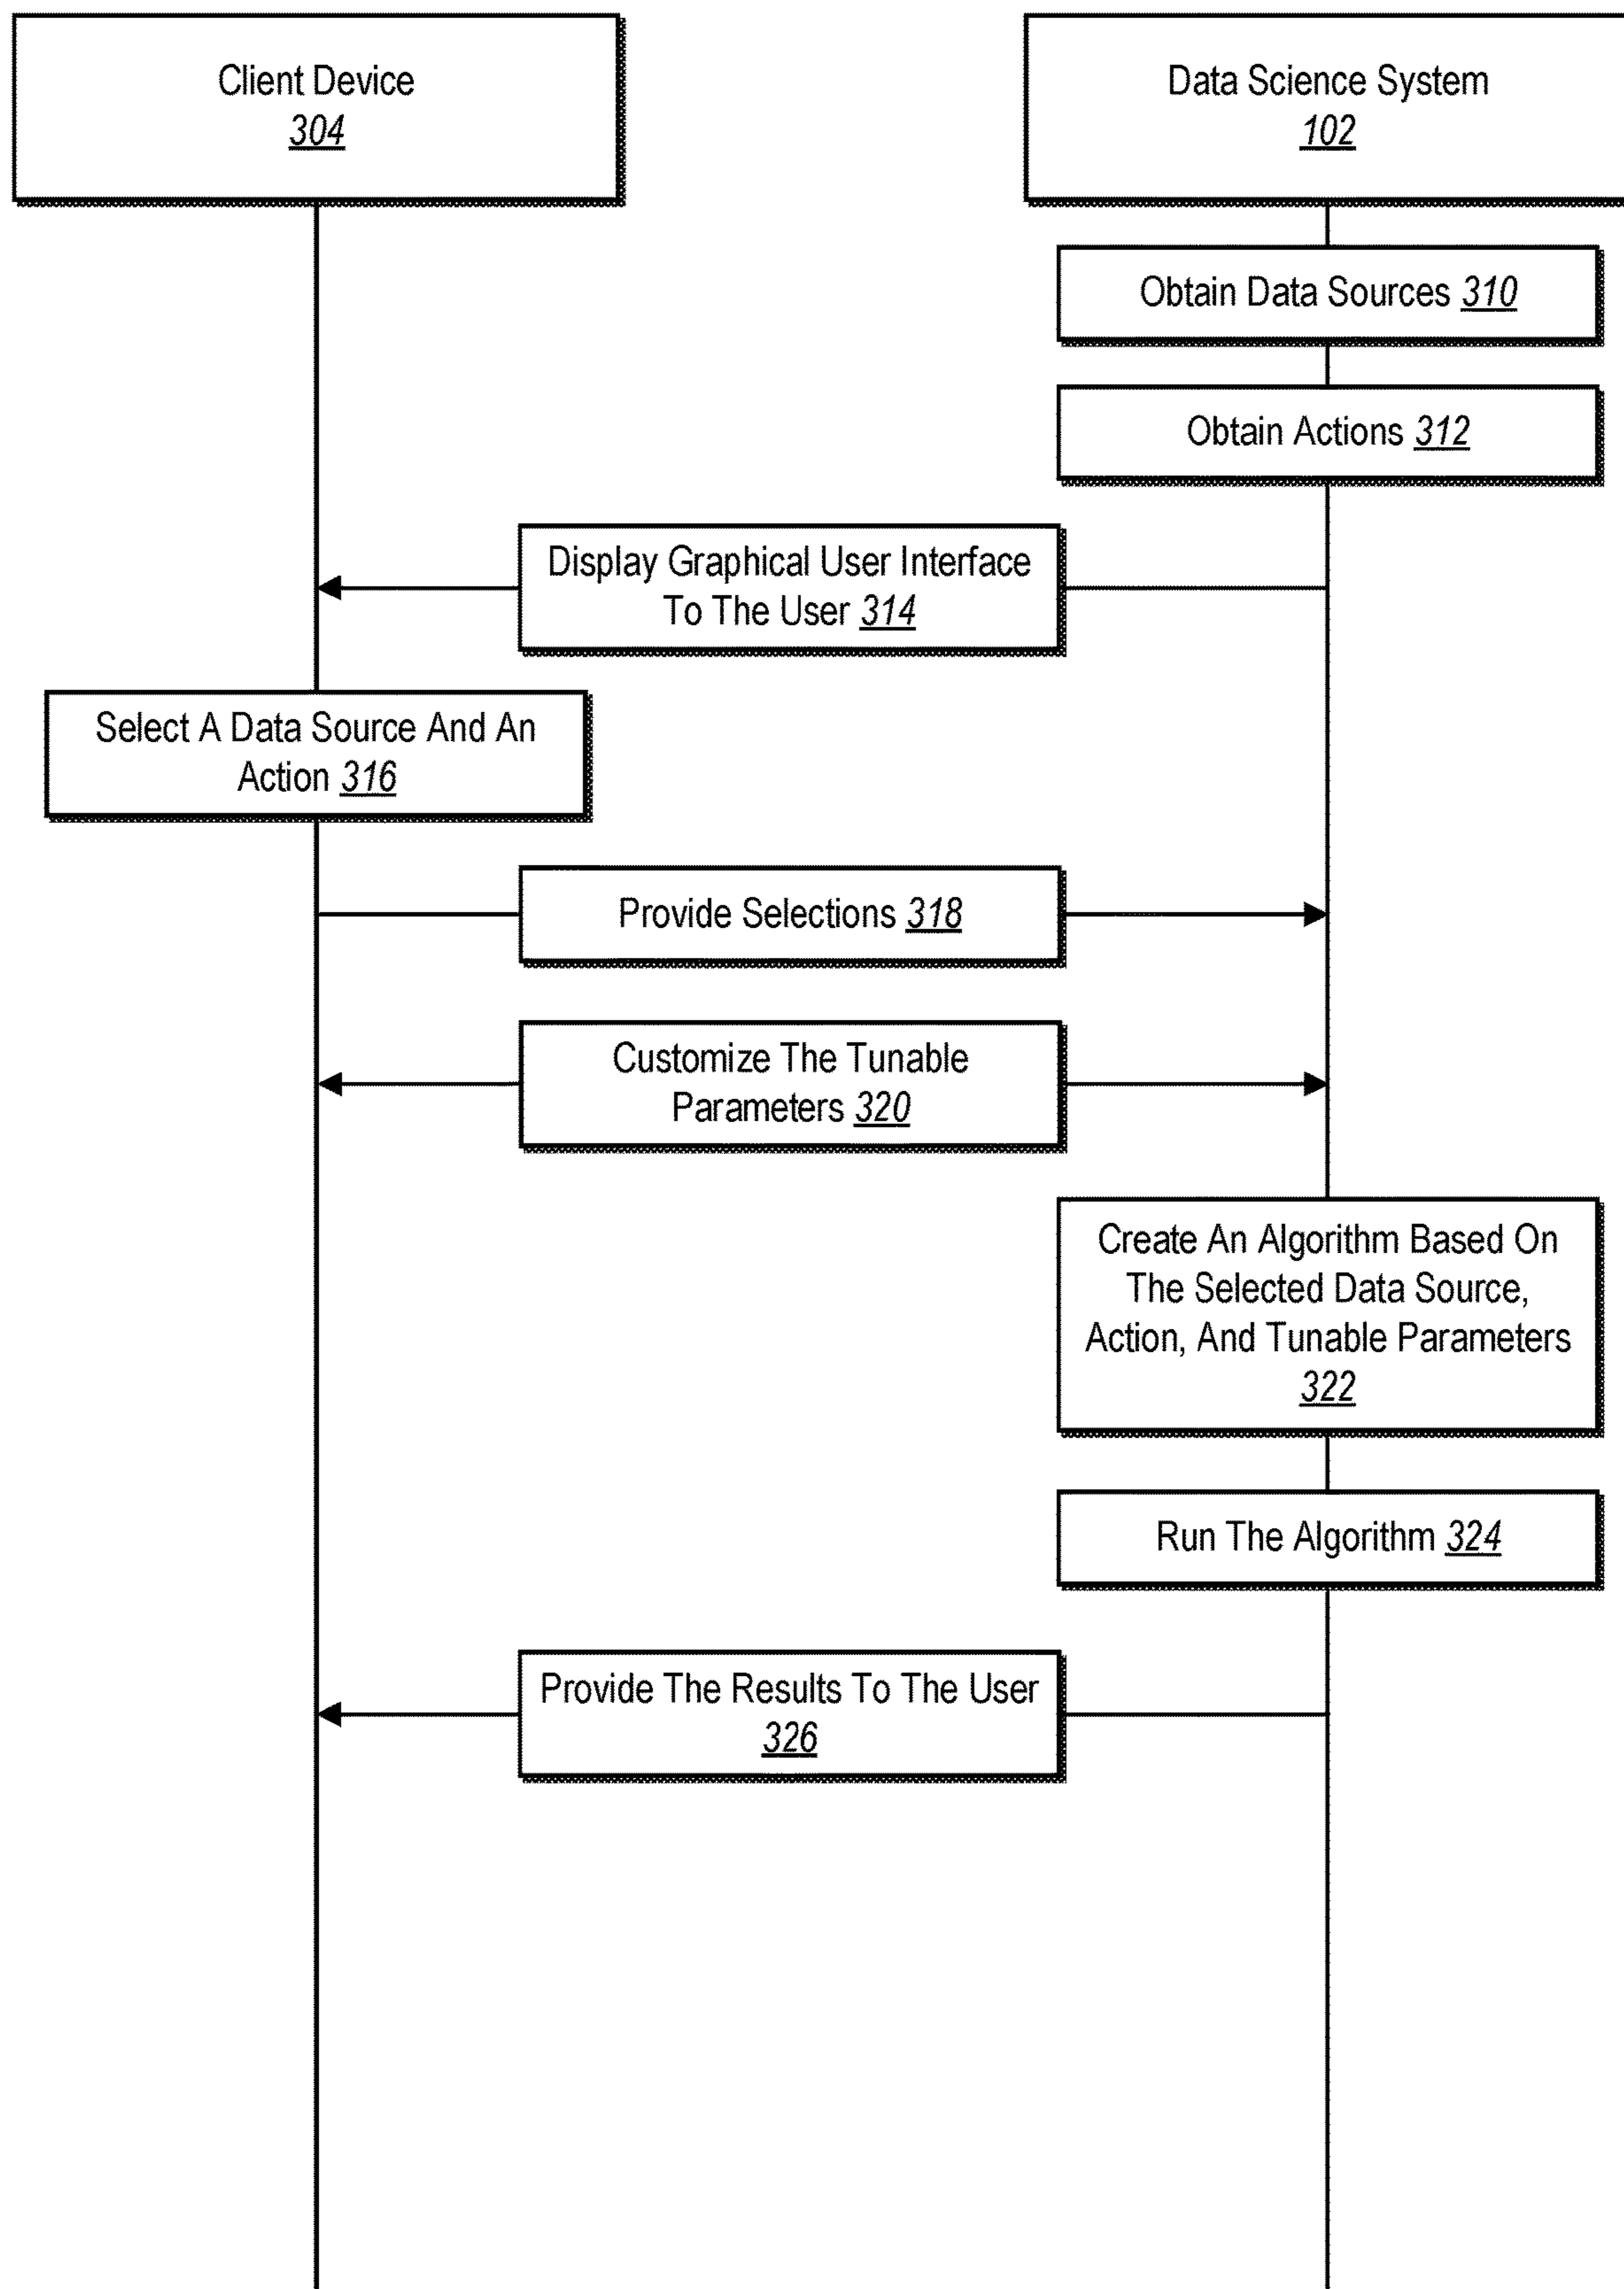 Client Device
304
Data Science System
102
Obtain Data Sources 310
Obtain Actions 312
Display Graphical User Interface
To The User 314
Select A Data Source And An
Action 316
Provide Selections 318
Customize The Tunable
Parameters 320
Create An Algorithm Based On
The Selected Data Source,
Action, And Tunable Parameters
322
Run The Algorithm 324
Provide The Results To The User
326